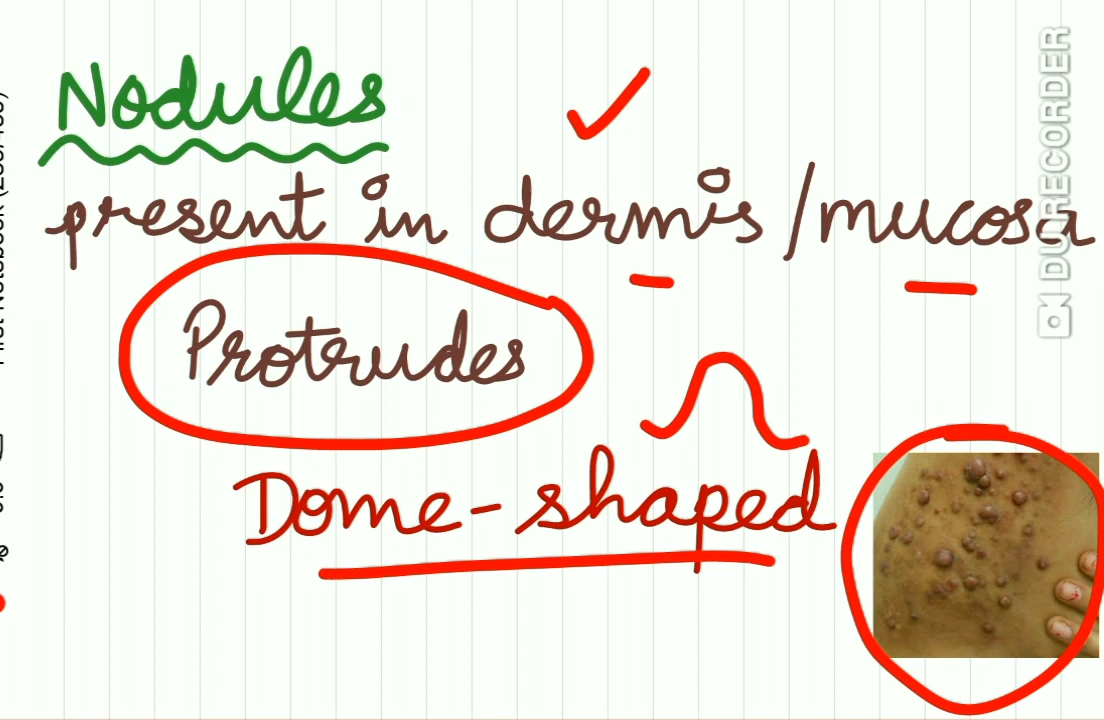 Nodules
present in dermis/mucosa
Protrudes
Dome-shaped
DU RECORDER